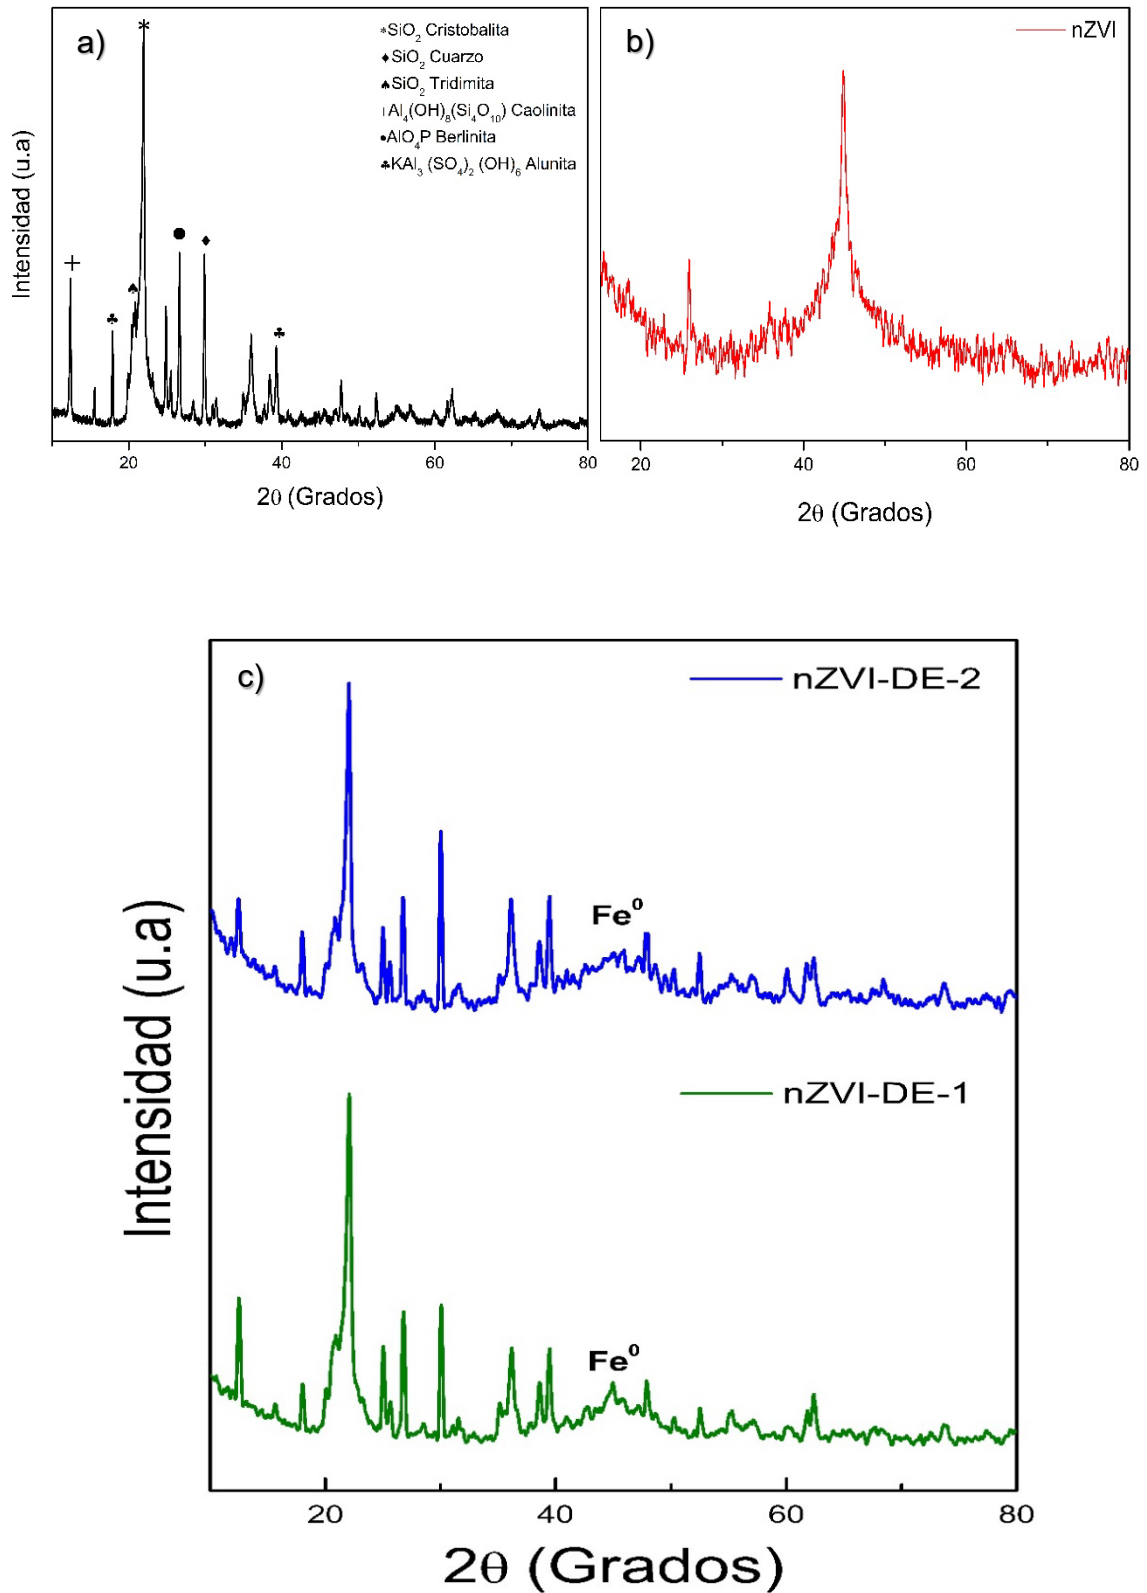 a)
*SiO₂ Cristobalita
♦SiO₂ Cuarzo
♠SiO₂ Tridimita
+Al₄(OH)₈(Si₄O₁₀) Caolinita
●AlO₄P Berlinita
♣KAl₃ (SO₄)₂ (OH)₆ Alunita
Intensidad (u.a)
20 40 60 80
2θ (Grados)
b)
nZVI
20 40 60 80
2θ (Grados)
c)
nZVI-DE-2
Fe⁰
nZVI-DE-1
Fe⁰
Intensidad (u.a)
20 40 60 80
2θ (Grados)